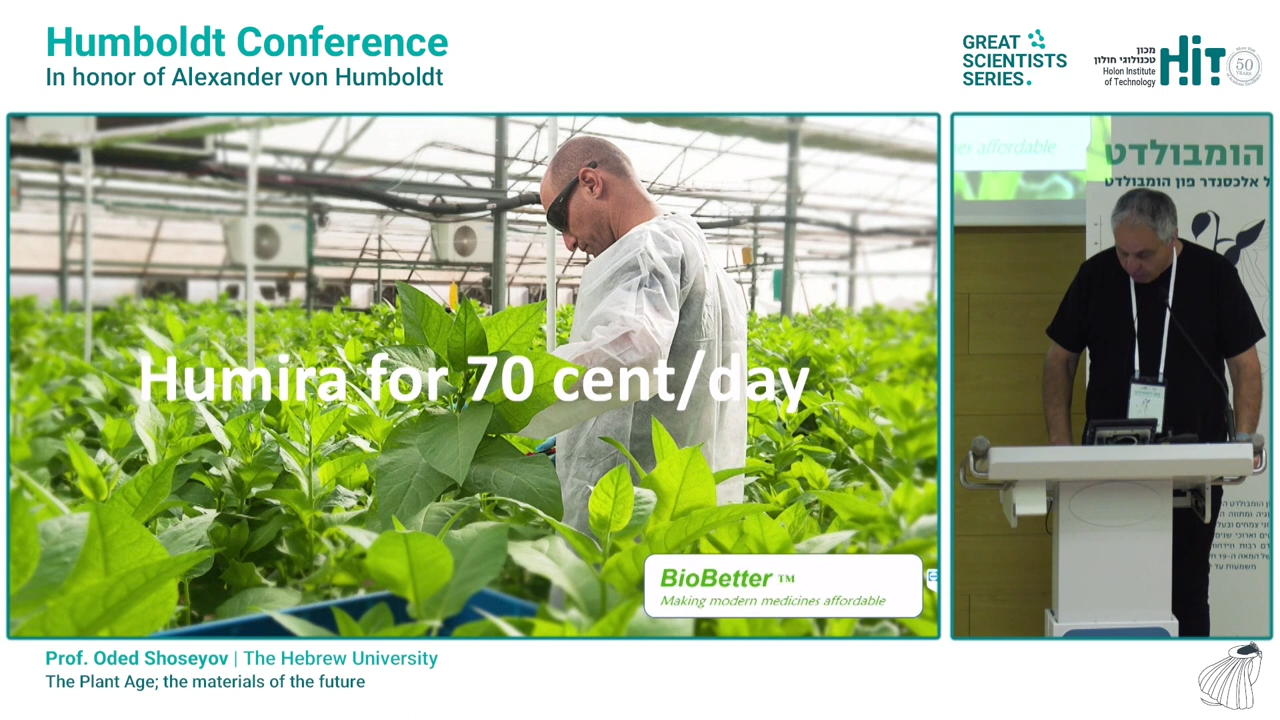 Humboldt Conference
In honor of Alexander von Humboldt
GREAT
SCIENTISTS
SERIES.
מכון
טכנולוגי חולון
Holon Institute
of Technology
HiT
50
YEARS
Humira for 70 cent/day
BioBetter ™
Making modern medicines affordable
es affordable
הומבולדט
ל אלכסנדר פון הומבולדט
Prof. Oded Shoseyov | The Hebrew University
The Plant Age; the materials of the future